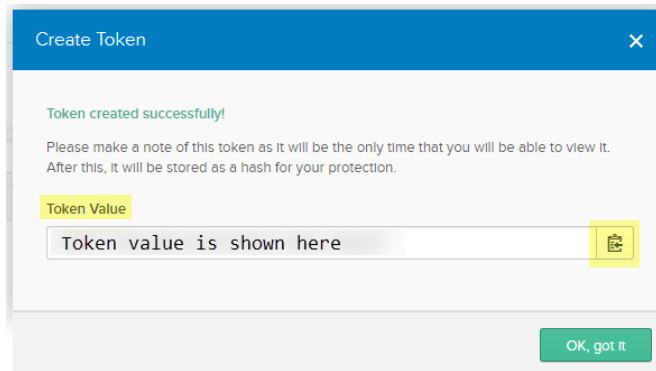 Create Token
Token created successfully!
Please make a note of this token as it will be the only time that you will be able to view it.
After this, it will be stored as a hash for your protection.
Token Value
Token value is shown here
OK, got it